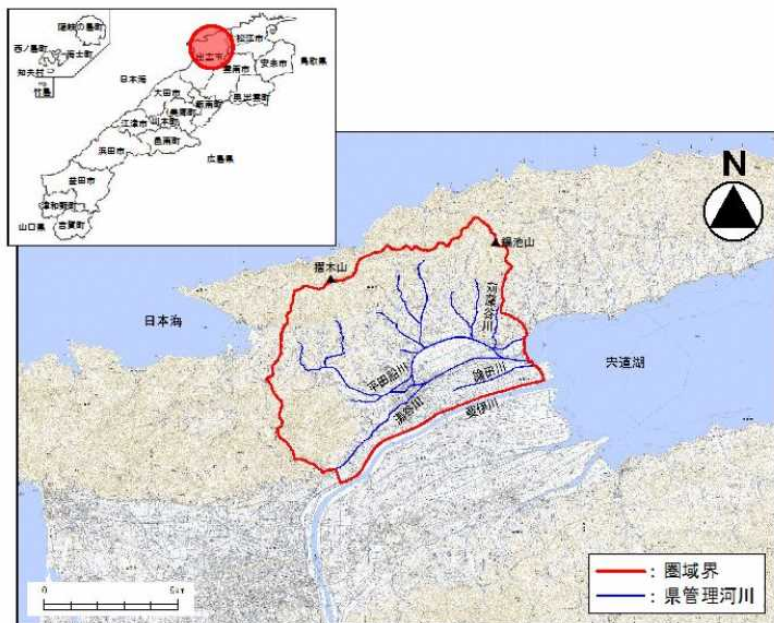 隠岐の島町
西ノ島町
海士町
知夫村
竹島
松江市
出雲市
安来市
鳥取県
雲南市
日本海
大田市
奥出雲町
飯南町
美郷町
江津市
川本町
邑南町
浜田市
広島県
益田市
津和野町
山口県
吉賀町
N
摺木山
鍋池山
日本海
宍道湖
平田船川
湯谷川
論田川
斐伊川
0
5km
：圏域界
：県管理河川